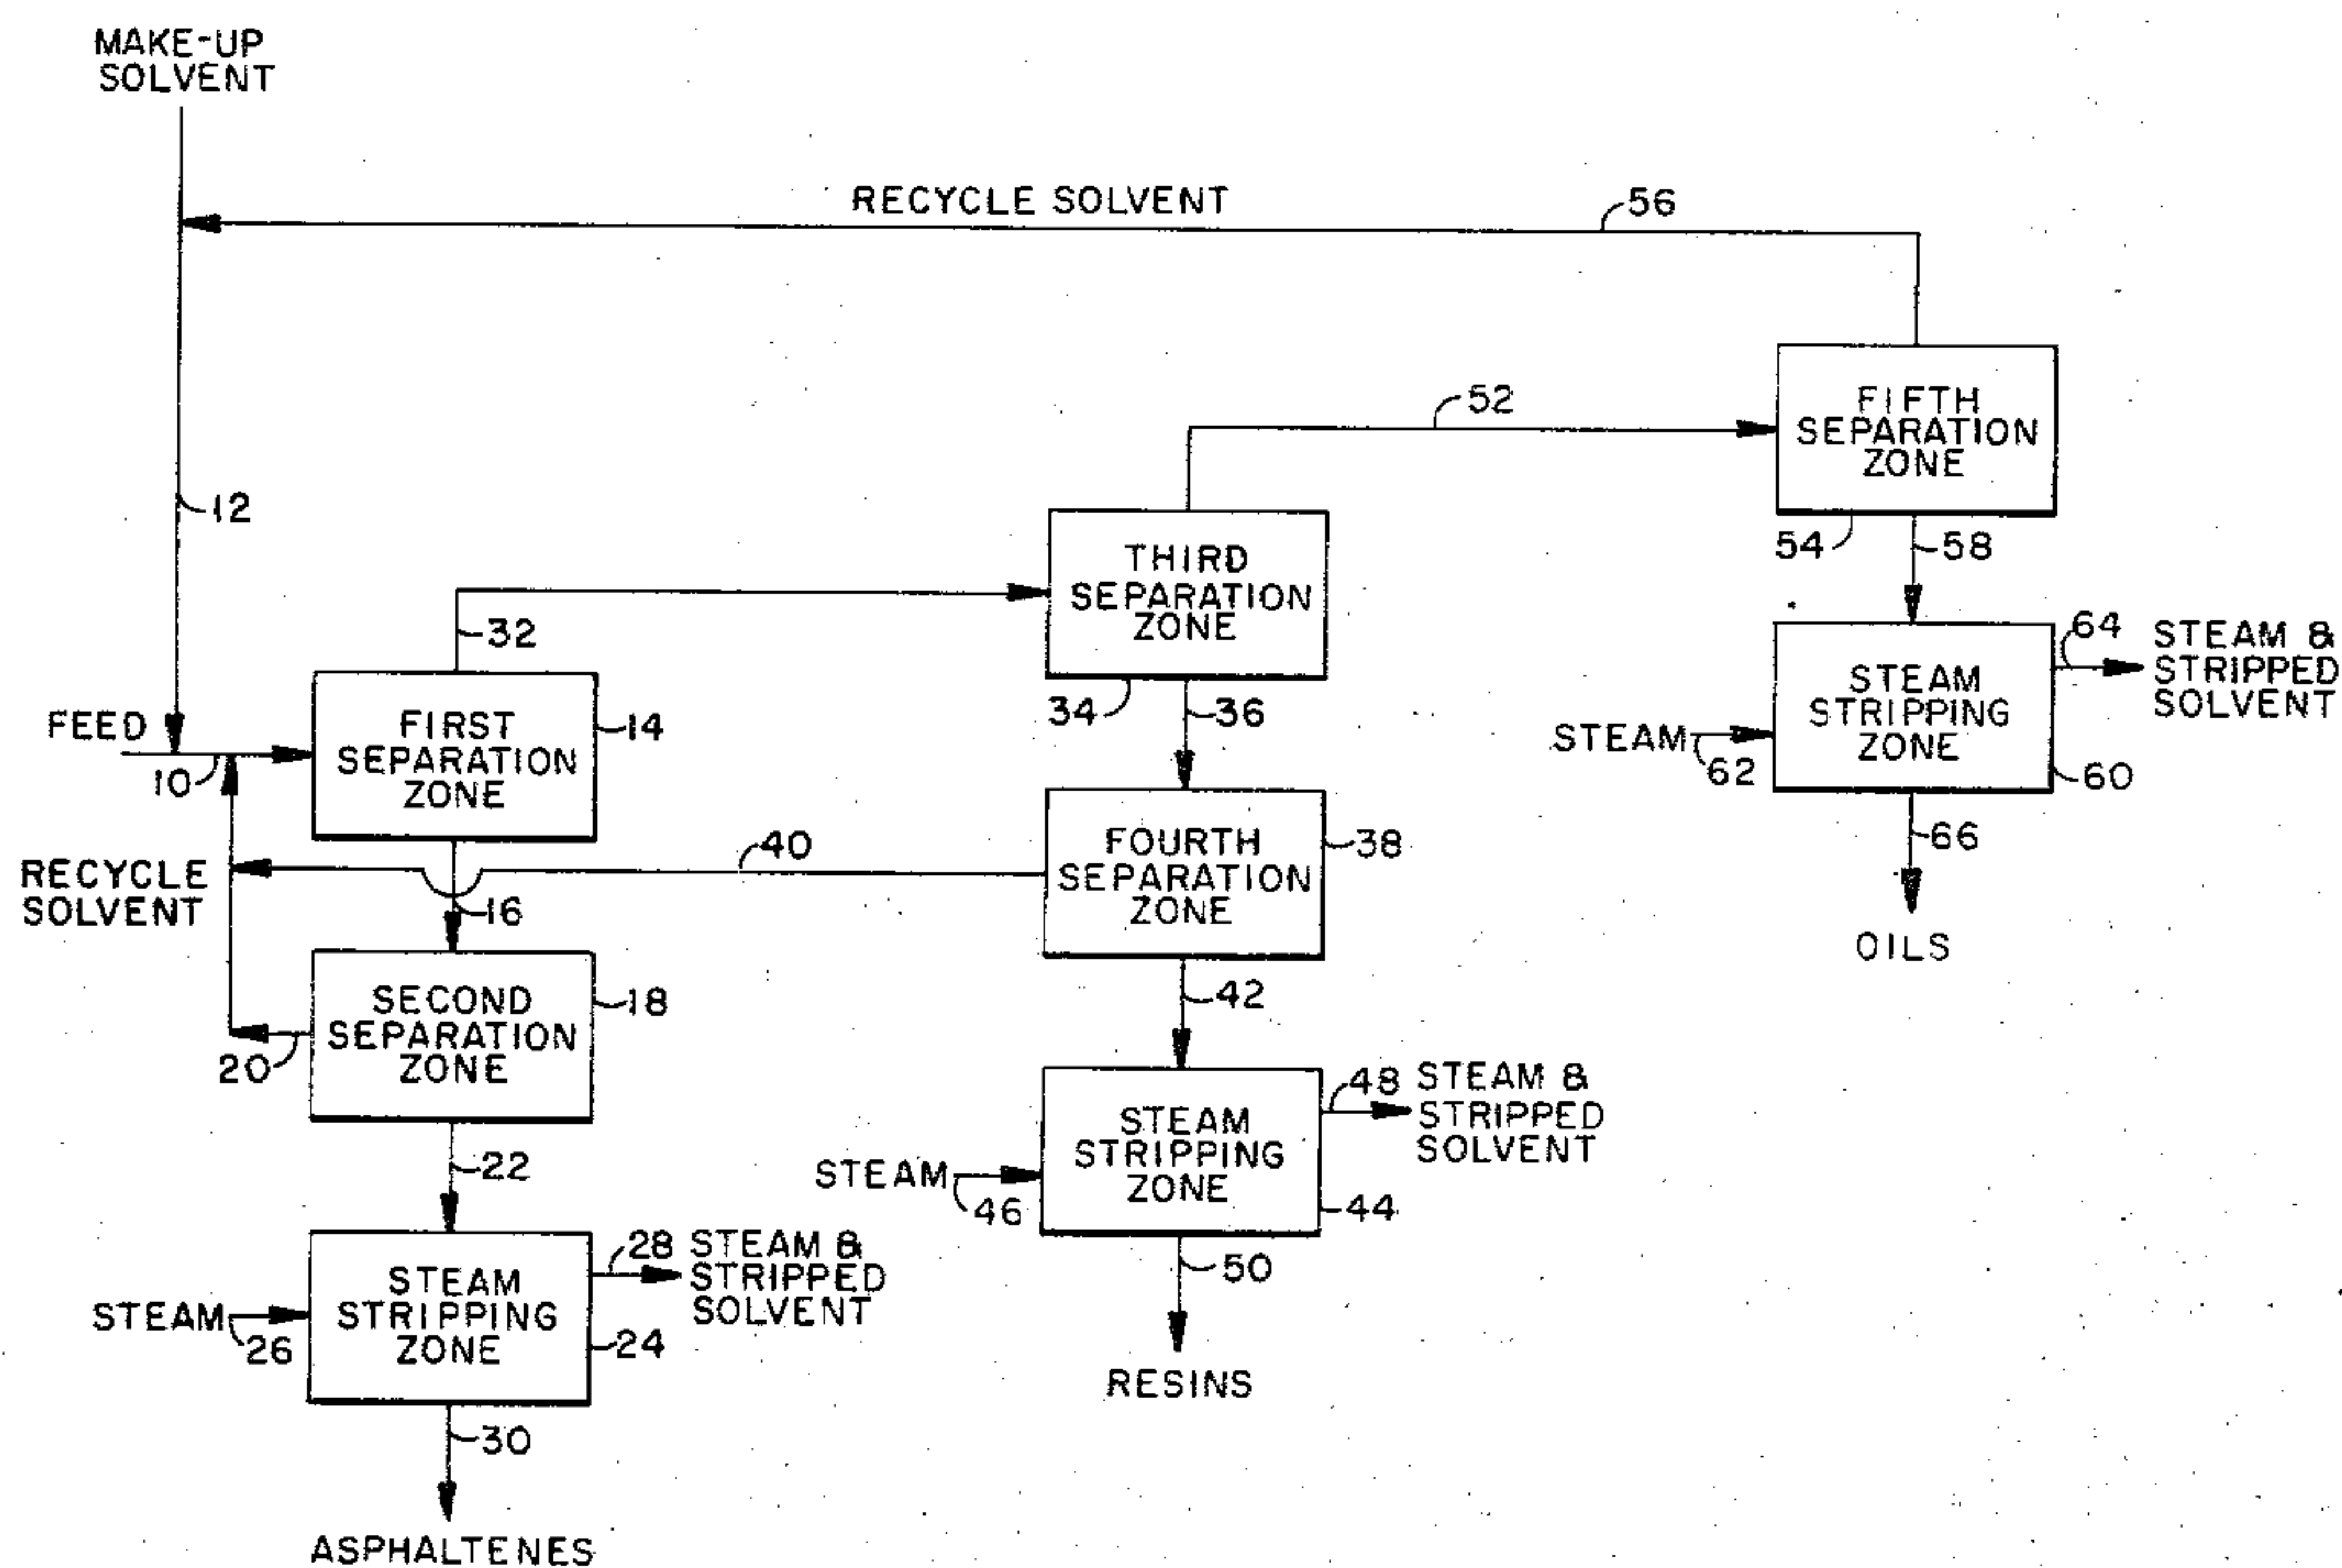 MAKE-UP
SOLVENT
RECYCLE SOLVENT
56
52
FIFTH
SEPARATION
ZONE
12
54
58
THIRD
SEPARATION
ZONE
32
34
36
64
STEAM &
STRIPPED
SOLVENT
STEAM
STRIPPING
ZONE
STEAM
62
60
FEED
10
FIRST
SEPARATION
ZONE
14
66
OILS
40
FOURTH
SEPARATION
ZONE
38
RECYCLE
SOLVENT
16
SECOND
SEPARATION
ZONE
18
20
42
22
STEAM
STRIPPING
ZONE
48
STEAM &
STRIPPED
SOLVENT
STEAM
46
44
STEAM
STRIPPING
ZONE
28
STEAM &
STRIPPED
SOLVENT
STEAM
26
24
50
RESINS
30
ASPHALTENES